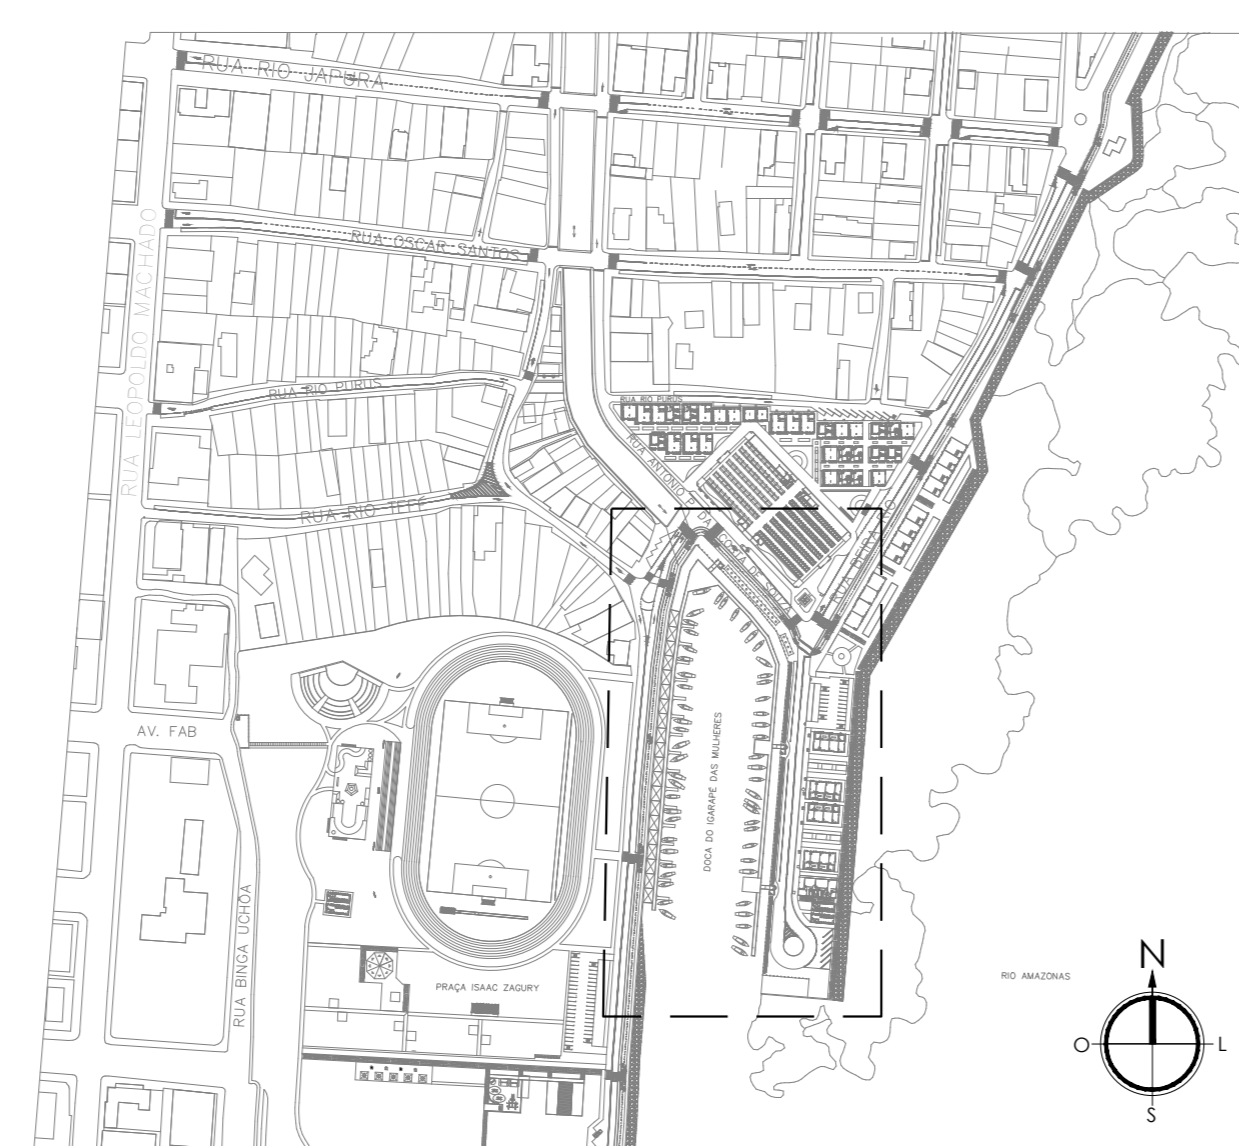 RUA RIO JAPURÁ
RUA LEOPOLDO MACHADO
RUA OSCAR SANTOS
RUA RIO PURUS
RUA RIO PURUS
RUA ANTONIO
DA
COSTA DE SOUZA
RUA RIO TEFÉ
RUA BEIRA RIO
AV. FAB
DOCA DO IGARAPÉ DAS MULHERES
RUA BINGA UCHÔA
PRAÇA ISAAC ZAGURY
RIO AMAZONAS
N
O
L
S